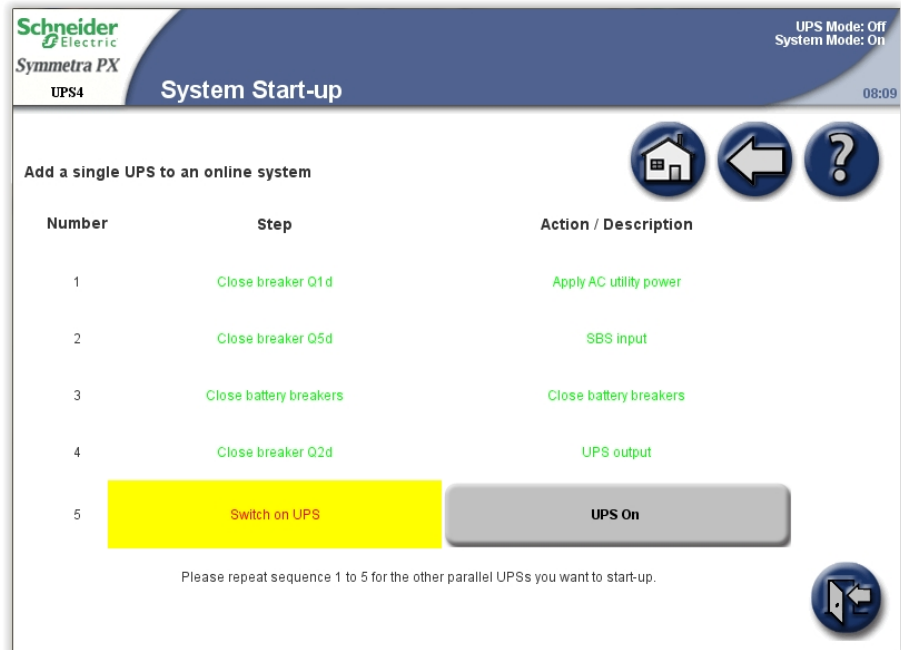 Schneider
Electric
Symmetra PX
UPS4
System Start-up
UPS Mode: Off
System Mode: On
08:09
Add a single UPS to an online system
?
Number Step Action / Description
1 Close breaker Q1d Apply AC utility power
2 Close breaker Q5d SBS input
3 Close battery breakers Close battery breakers
4 Close breaker Q2d UPS output
5 Switch on UPS UPS On
Please repeat sequence 1 to 5 for the other parallel UPSs you want to start-up.